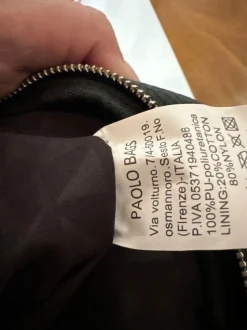 PAOLO BAGS
Via volturno.7/4-50019.
osmannoro.Sesto F.No
(Firenze)-ITALIA
P.IVA 05371940486
100%PU-poliuretanica
LINING-20%COTTON
80%NYLON